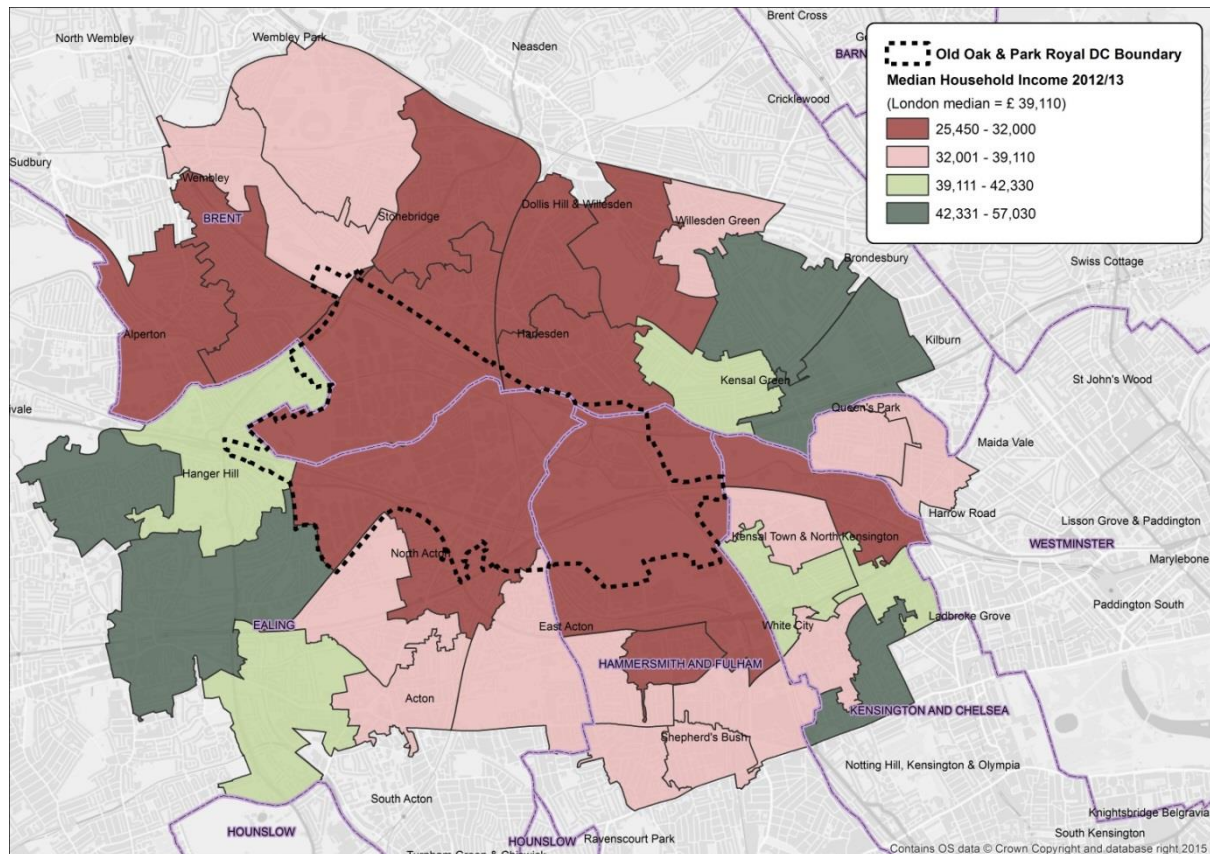 Wembley Park
North Wembley
Neasden
Brent Cross
BARN
Cricklewood
Old Oak & Park Royal DC Boundary
Median Household Income 2012/13
(London median = £ 39,110)
25,450 - 32,000
32,001 - 39,110
39,111 - 42,330
42,331 - 57,030
Sudbury
Wembley
BRENT
Stonebridge
Dollis Hill & Willesden
Willesden Green
Brondesbury
Swiss Cottage
Alperton
Harlesden
Kilburn
Kensal Green
St John's Wood
Queen's Park
Maida Vale
ivale
Hanger Hill
Harrow Road
Lisson Grove & Paddington
Kensal Town & North Kensington
WESTMINSTER
North Acton
Marylebone
Paddington South
Ladbroke Grove
EALING
East Acton
White City
HAMMERSMITH AND FULHAM
Acton
KENSINGTON AND CHELSEA
Shepherd's Bush
Notting Hill, Kensington & Olympia
South Acton
Knightsbridge Belgravia
HOUNSLOW
HOUNSLOW
Ravenscourt Park
South Kensington
Contains OS data © Crown Copyright and database right 2015